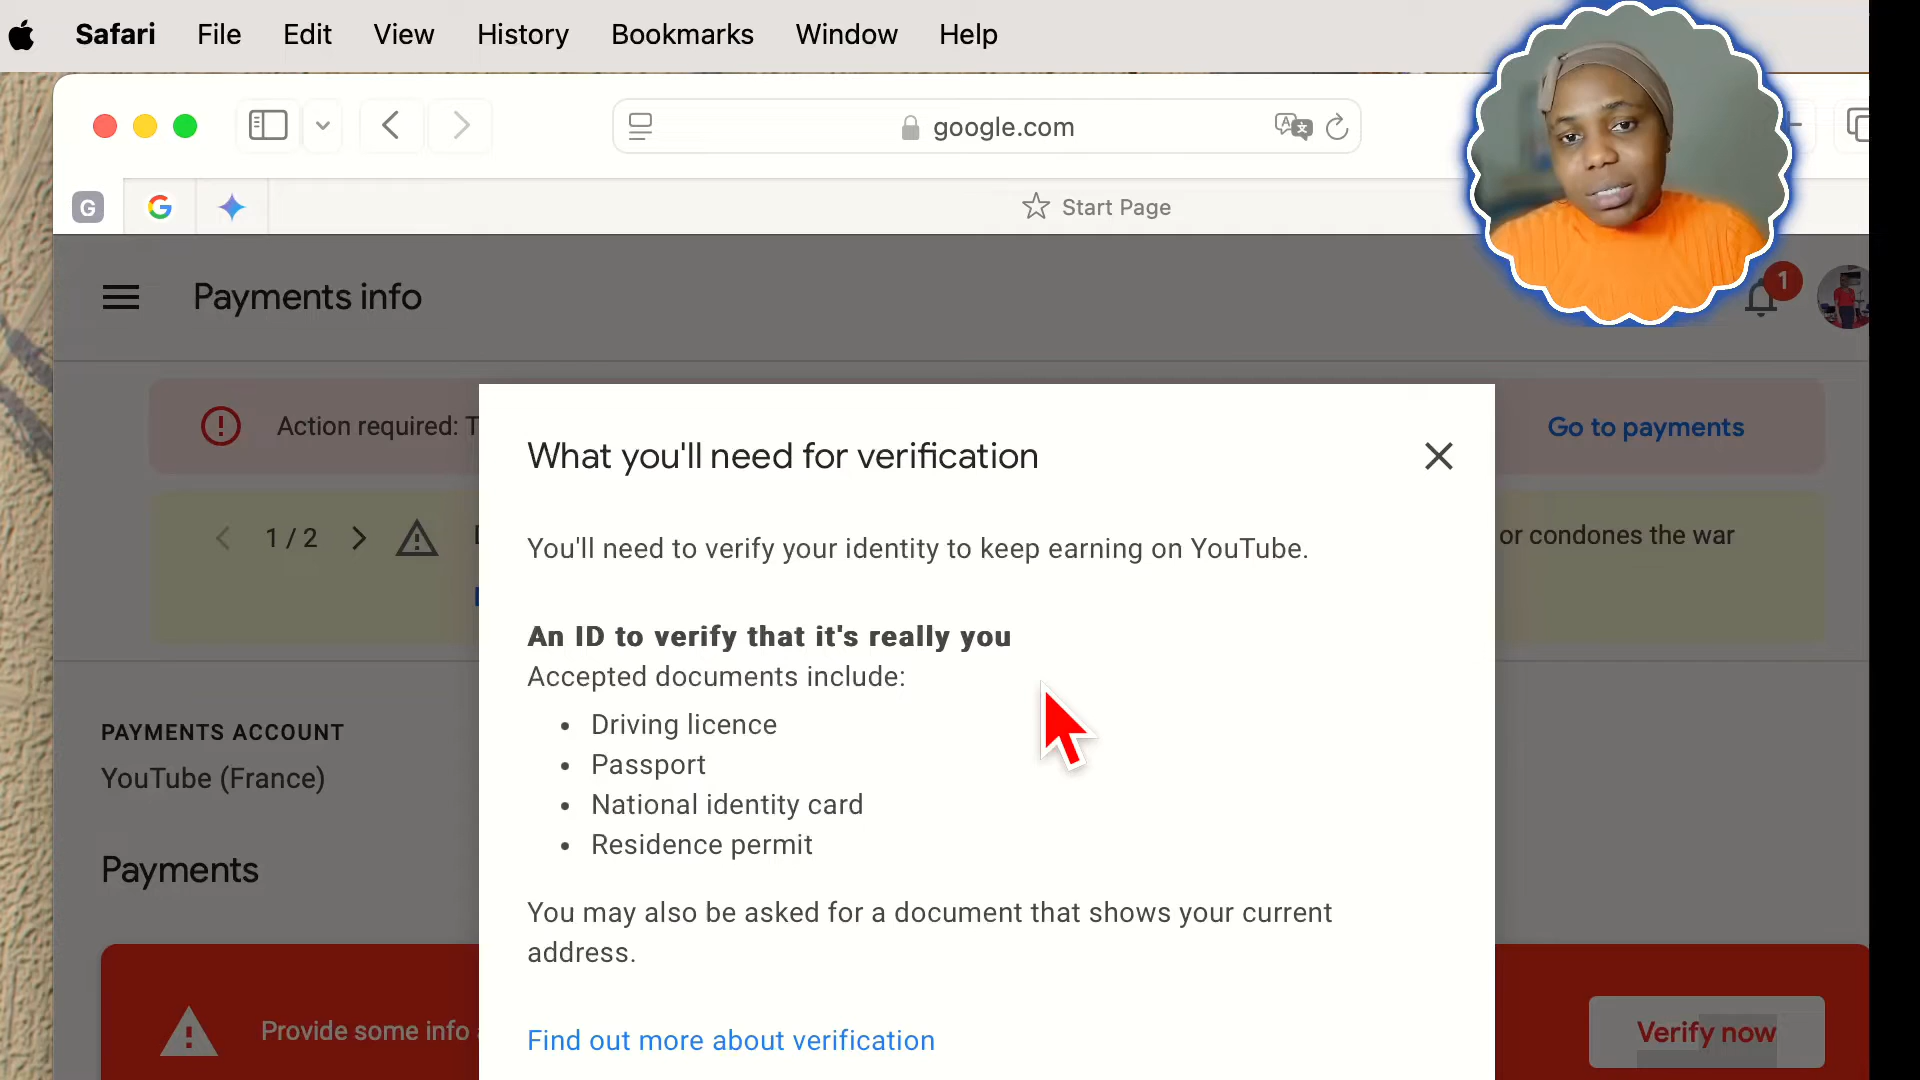 Safari File Edit View History Bookmarks Window Help
google.com
G
Start Page
Payments info
1
Action required: T
Go to payments
1 / 2
or condones the war
What you'll need for verification
You'll need to verify your identity to keep earning on YouTube.
An ID to verify that it's really you
Accepted documents include:
• Driving licence
• Passport
• National identity card
• Residence permit
You may also be asked for a document that shows your current
address.
Find out more about verification
PAYMENTS ACCOUNT
YouTube (France)
Payments
Provide some info
Verify now